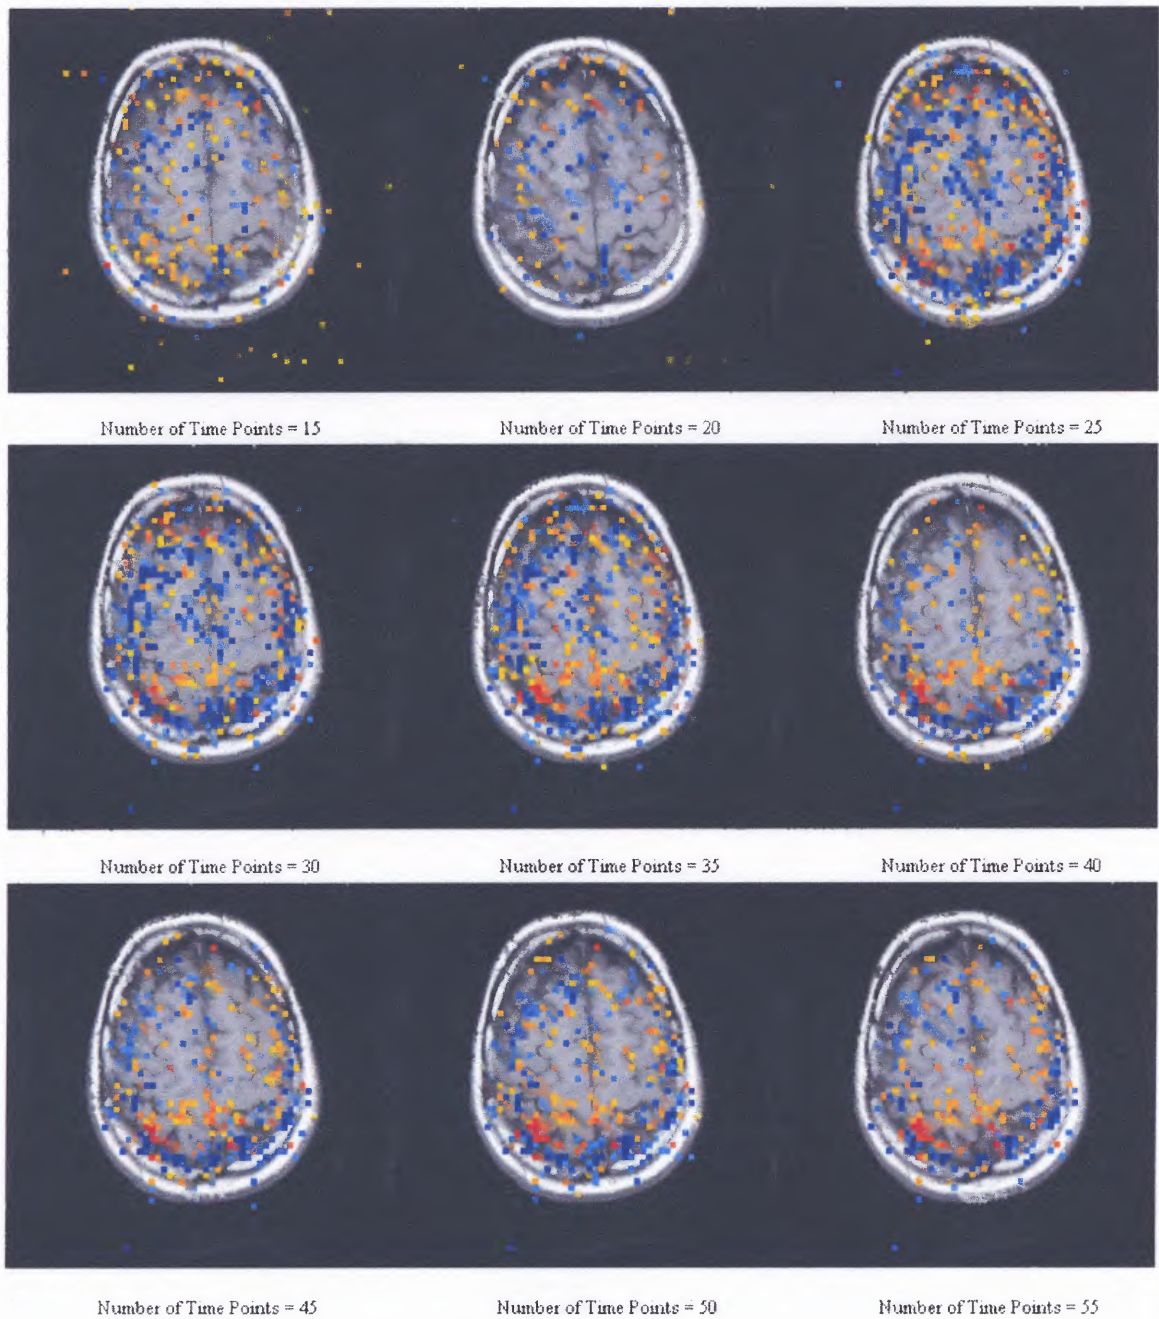 Number of Time Points = 15
Number of Time Points = 20
Number of Time Points = 25
Number of Time Points = 30
Number of Time Points = 35
Number of Time Points = 40
Number of Time Points = 45
Number of Time Points = 50
Number of Time Points = 55